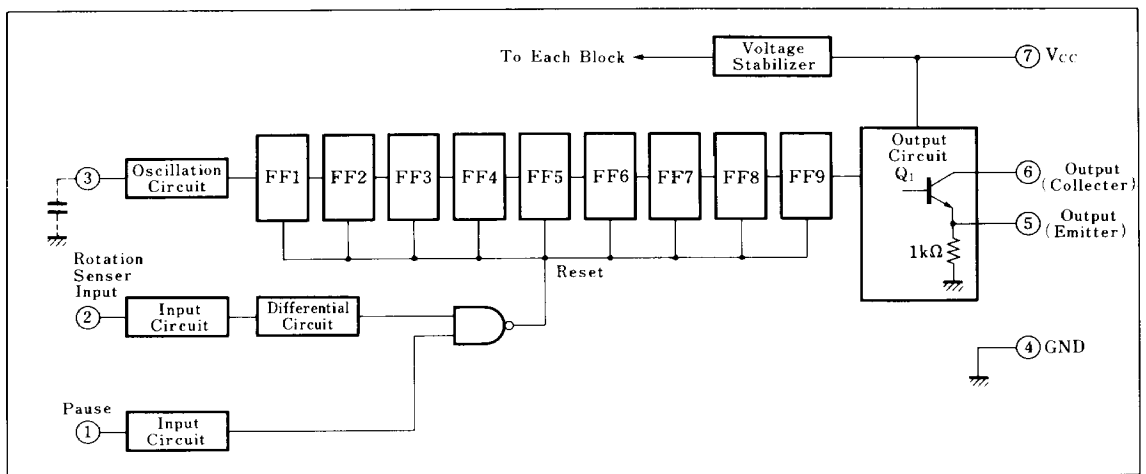 To Each Block
Voltage
Stabilizer
7
Vcc
3
Oscillation
Circuit
FF1
FF2
FF3
FF4
FF5
FF6
FF7
FF8
FF9
Output
Circuit
Q1
6
Output
(Collecter)
5
Output
(Emitter)
1kΩ
Reset
Rotation
Senser
Input
2
Input
Circuit
Differential
Circuit
4
GND
Pause
1
Input
Circuit